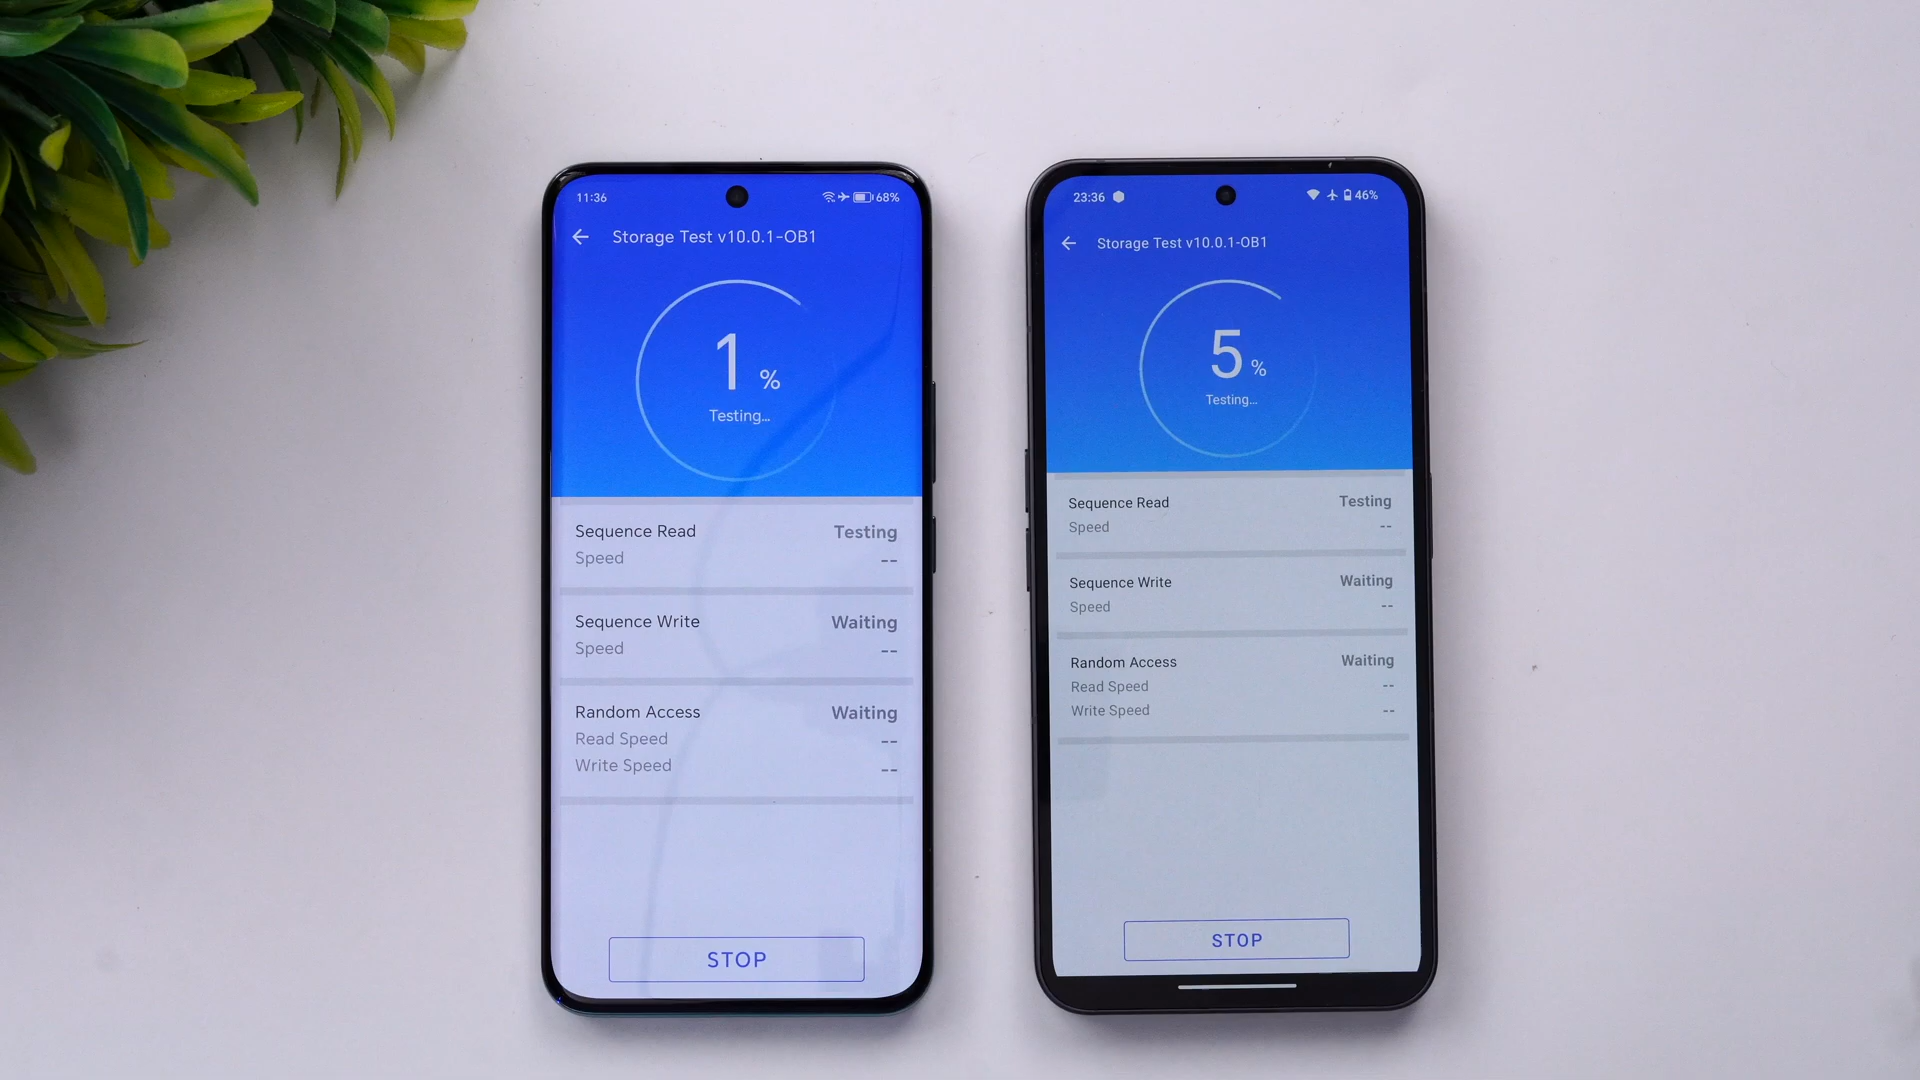 11:36
68%
Storage Test v10.0.1-OB1
1 %
Testing...
Sequence Read Testing
Speed --
Sequence Write Waiting
Speed --
Random Access Waiting
Read Speed --
Write Speed --
STOP
23:36
46%
Storage Test v10.0.1-OB1
5 %
Testing...
Sequence Read Testing
Speed --
Sequence Write Waiting
Speed --
Random Access Waiting
Read Speed --
Write Speed --
STOP